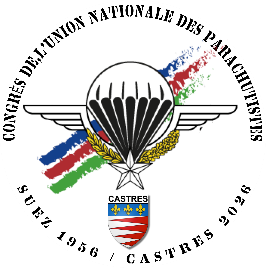 CONGRÈS DE L'UNION NATIONALE DES PARACHUTISTES
CASTRES
SUEZ 1956 / CASTRES 2026